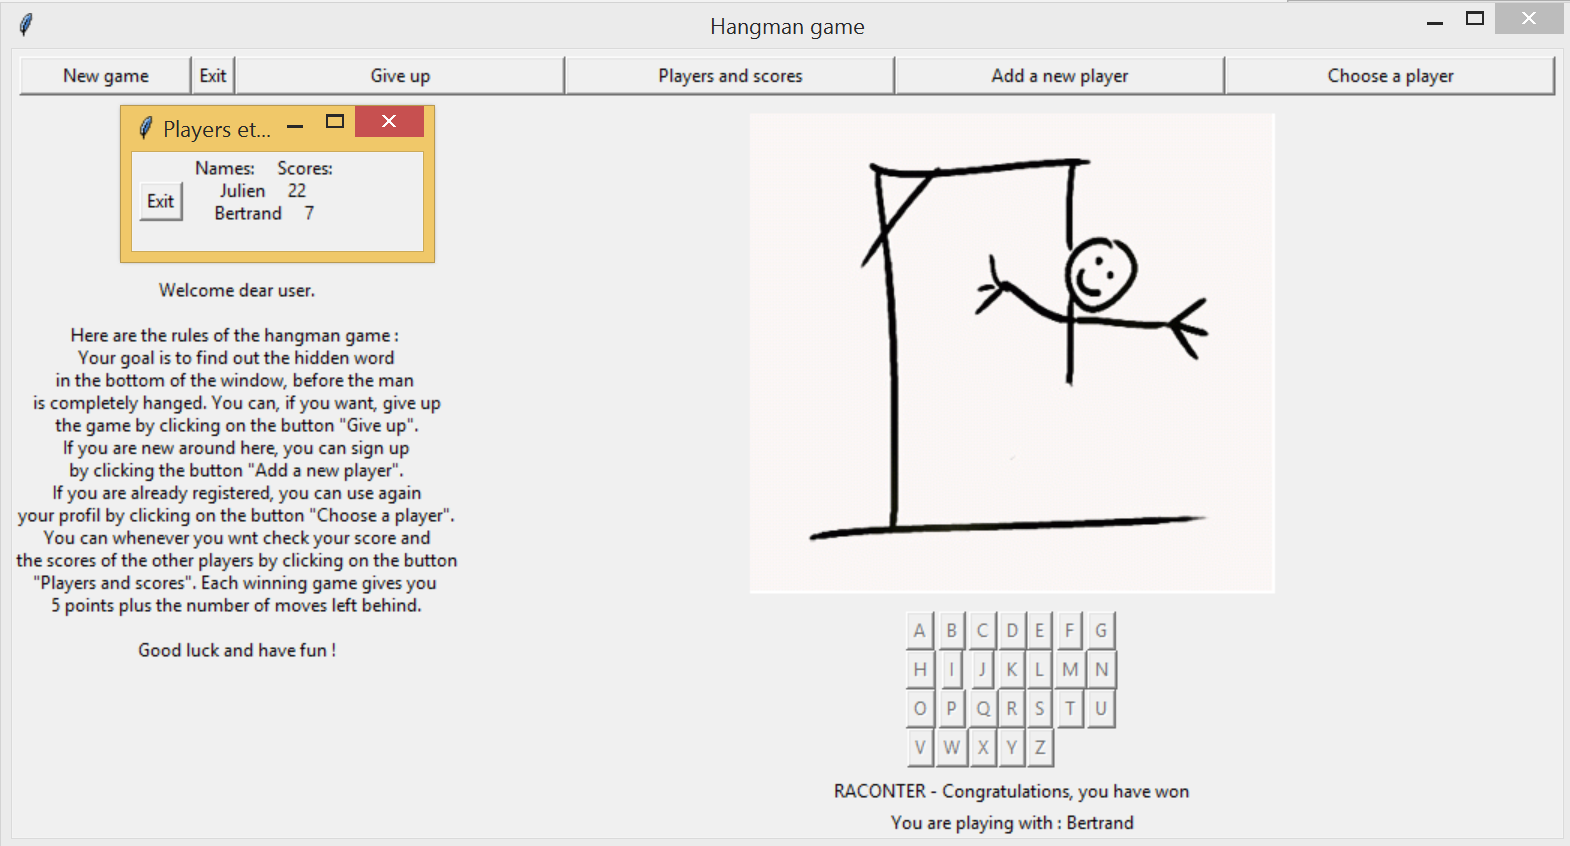 Hangman game
New game Exit Give up Players and scores Add a new player Choose a player
Players et...
Names: Scores:
Julien 22
Exit
Bertrand 7
Welcome dear user.
Here are the rules of the hangman game :
Your goal is to find out the hidden word
in the bottom of the window, before the man
is completely hanged. You can, if you want, give up
the game by clicking on the button "Give up".
If you are new around here, you can sign up
by clicking the button "Add a new player".
If you are already registered, you can use again
your profil by clicking on the button "Choose a player".
You can whenever you wnt check your score and
the scores of the other players by clicking on the button
"Players and scores". Each winning game gives you
5 points plus the number of moves left behind.
Good luck and have fun !
A B C D E F G
H I J K L M N
O P Q R S T U
V W X Y Z
RACONTER - Congratulations, you have won
You are playing with : Bertrand